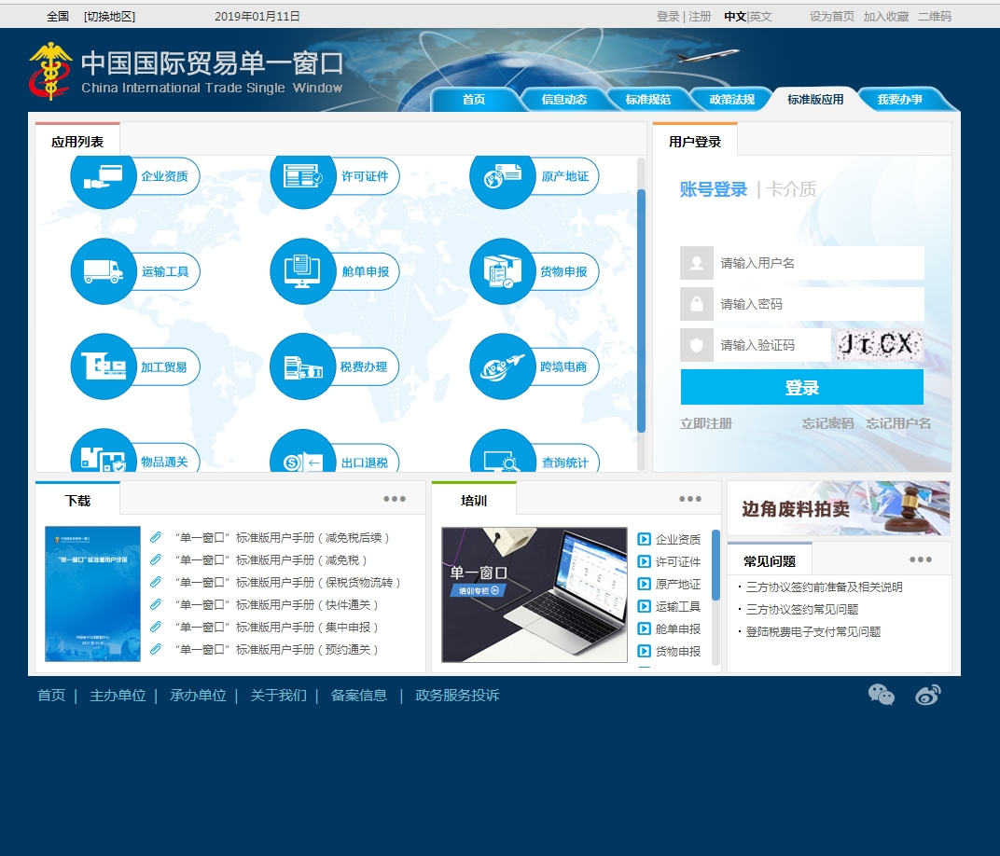 全国 [切换地区] 2019年01月11日 登录 | 注册 中文|英文 设为首页 加入收藏 二维码
中国国际贸易单一窗口
China International Trade Single Window
首页 信息动态 标准规范 政策法规 标准版应用 我要办事
应用列表
企业资质 许可证件 原产地证
运输工具 舱单申报 货物申报
加工贸易 税费办理 跨境电商
物品通关 出口退税 查询统计
用户登录
账号登录 | 卡介质
请输入用户名
请输入密码
请输入验证码 JTCX
登录
立即注册 忘记密码 忘记用户名
下载
“单一窗口”标准版用户手册
“单一窗口”标准版用户手册（减免税后续）
“单一窗口”标准版用户手册（减免税）
“单一窗口”标准版用户手册（保税货物流转）
“单一窗口”标准版用户手册（快件通关）
“单一窗口”标准版用户手册（集中申报）
“单一窗口”标准版用户手册（预约通关）
培训
单一窗口
培训专栏
企业资质
许可证件
原产地证
运输工具
舱单申报
货物申报
边角废料拍卖
常见问题
· 三方协议签约前准备及相关说明
· 三方协议签约常见问题
· 登陆税费电子支付常见问题
首页 | 主办单位 | 承办单位 | 关于我们 | 备案信息 | 政务服务投诉